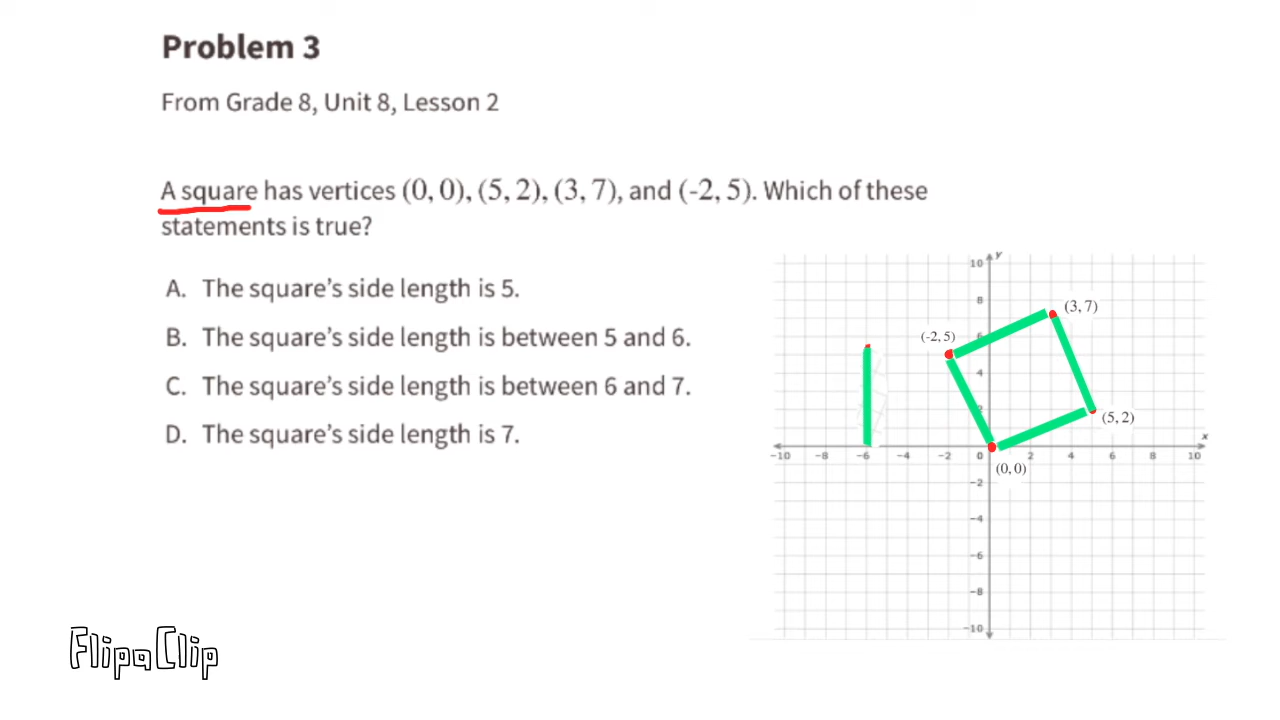 Problem 3
From Grade 8, Unit 8, Lesson 2
A square has vertices (0, 0), (5, 2), (3, 7), and (-2, 5). Which of these
statements is true?
A. The square's side length is 5.
B. The square's side length is between 5 and 6.
C. The square's side length is between 6 and 7.
D. The square's side length is 7.
y
10
8
(3, 7)
(-2, 5)
6
4
2
(5, 2)
x
-10 -8 -6 -4 -2 0 2 4 6 8 10
(0, 0)
-2
-4
-6
-8
-10
FlipaClip